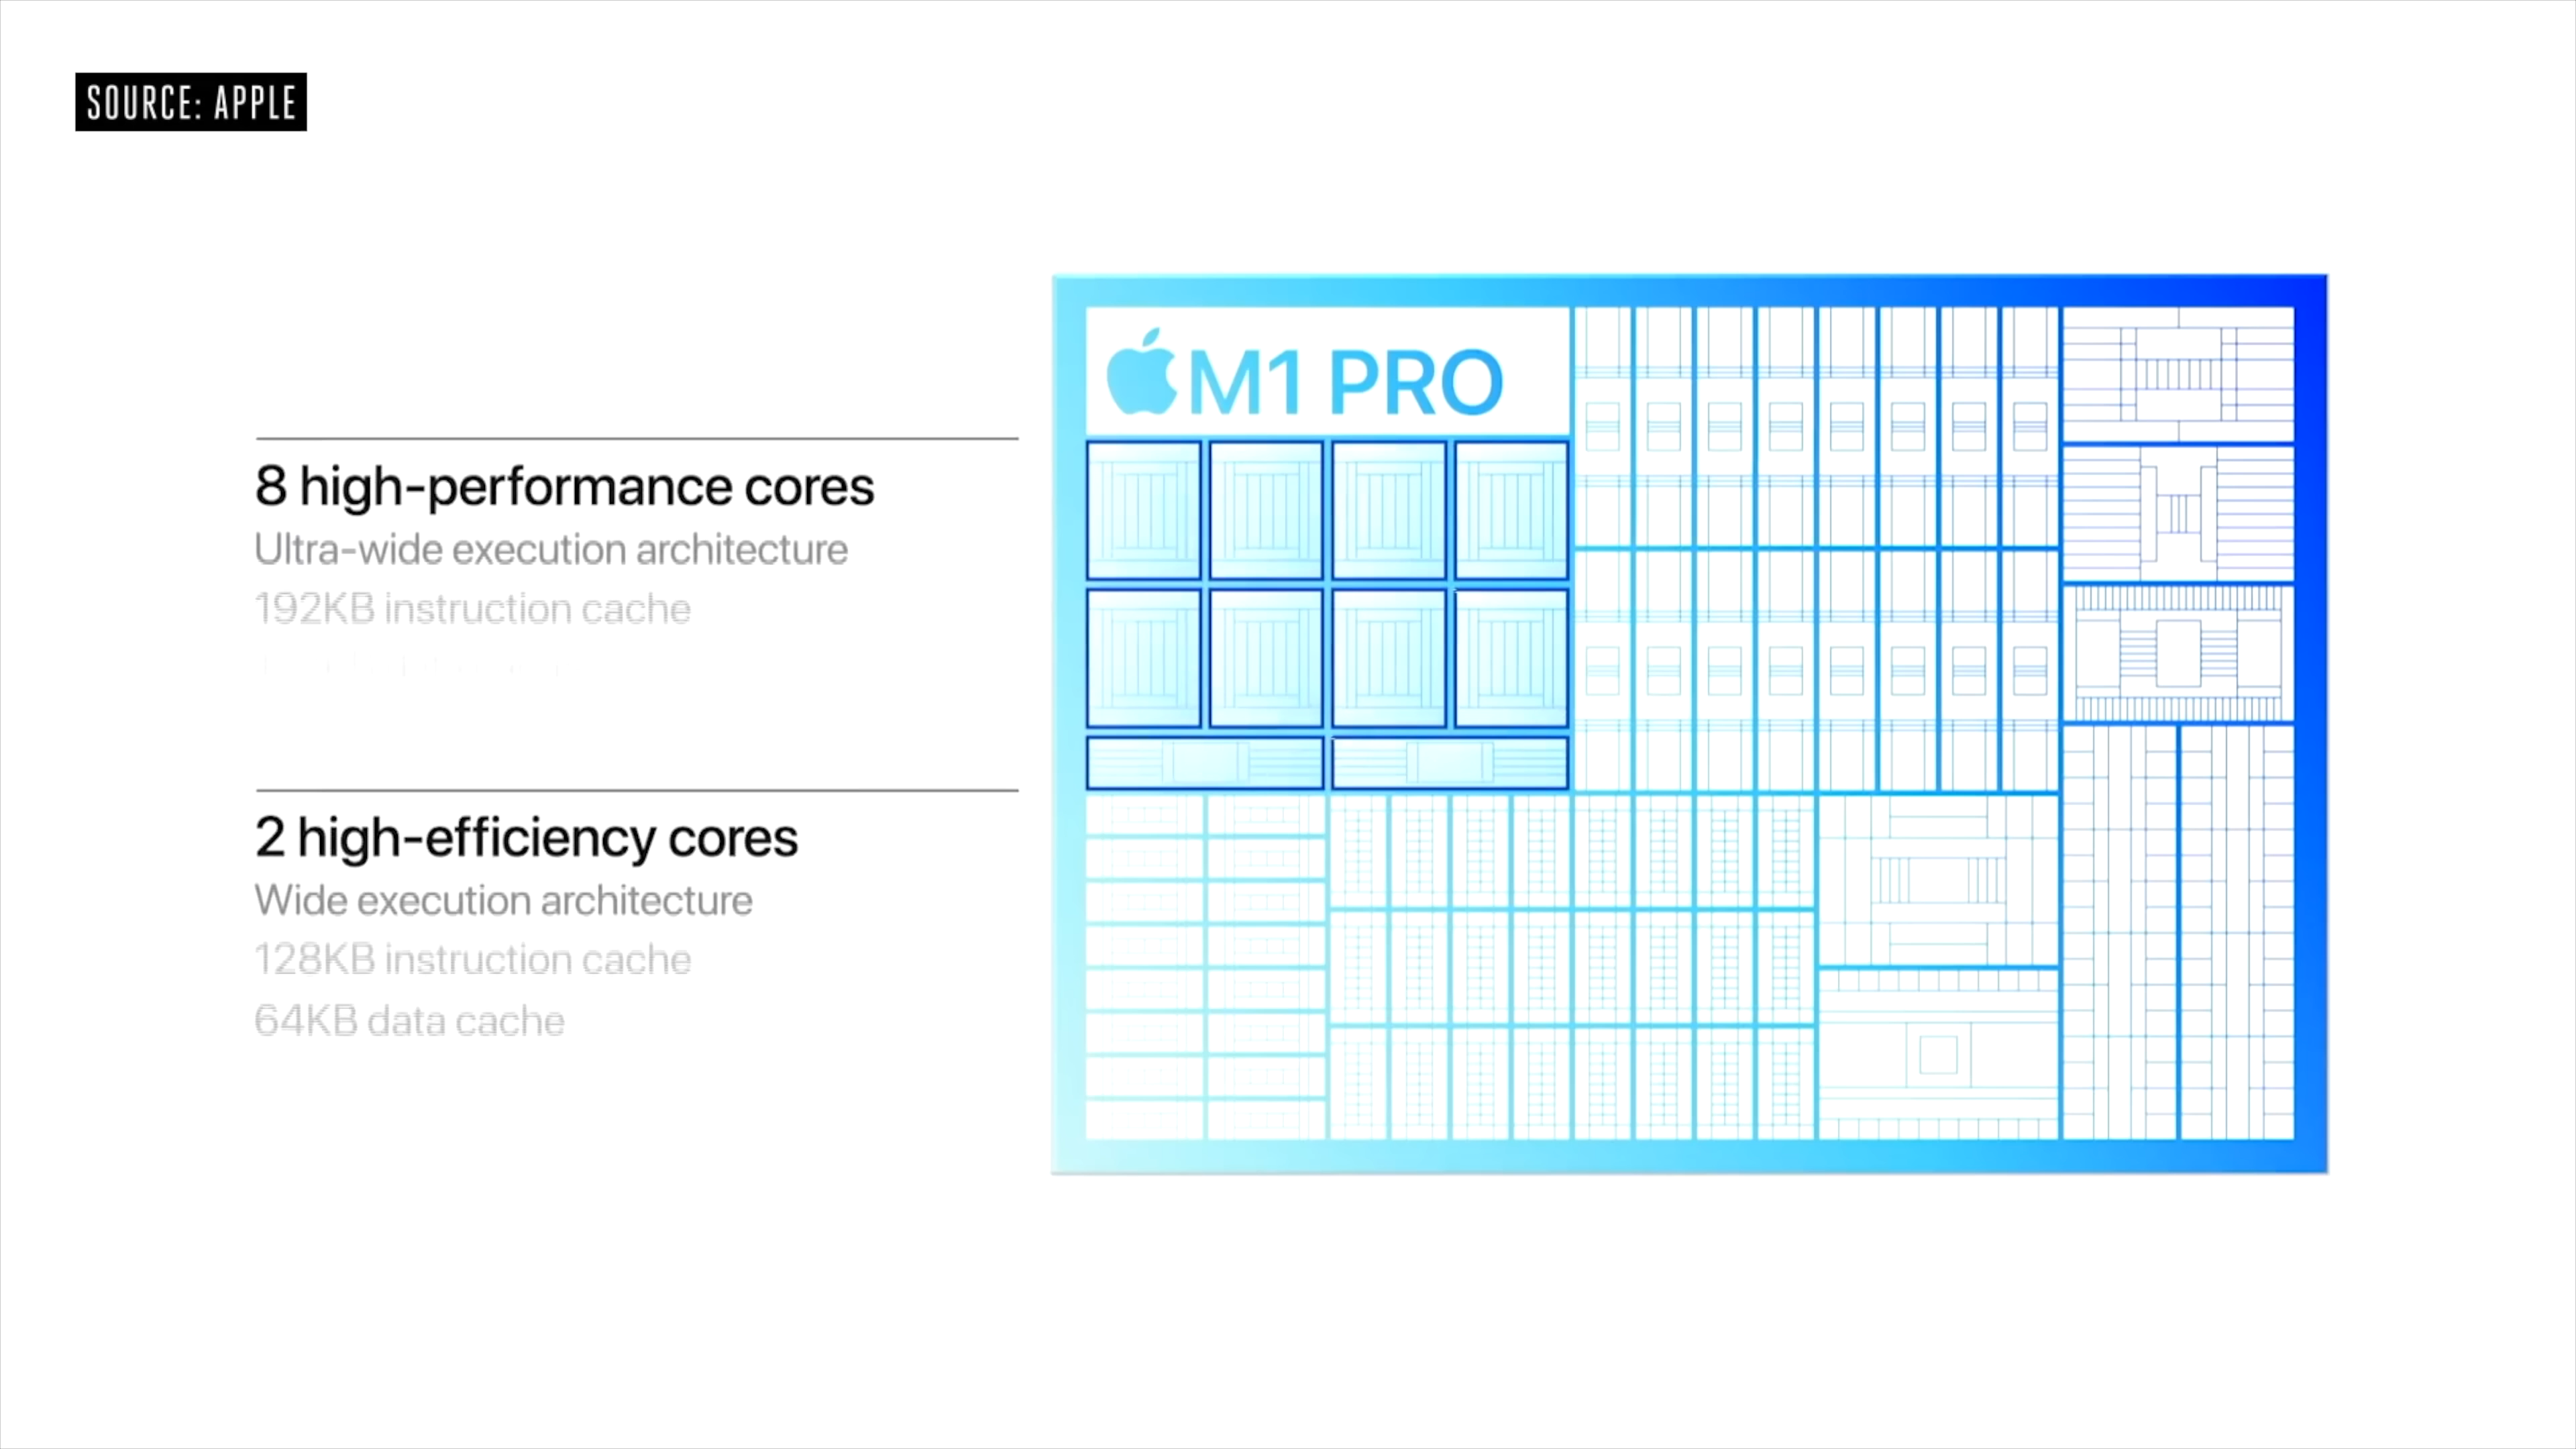 SOURCE: APPLE
M1 PRO
8 high-performance cores
Ultra-wide execution architecture
192KB instruction cache
2 high-efficiency cores
Wide execution architecture
128KB instruction cache
64KB data cache